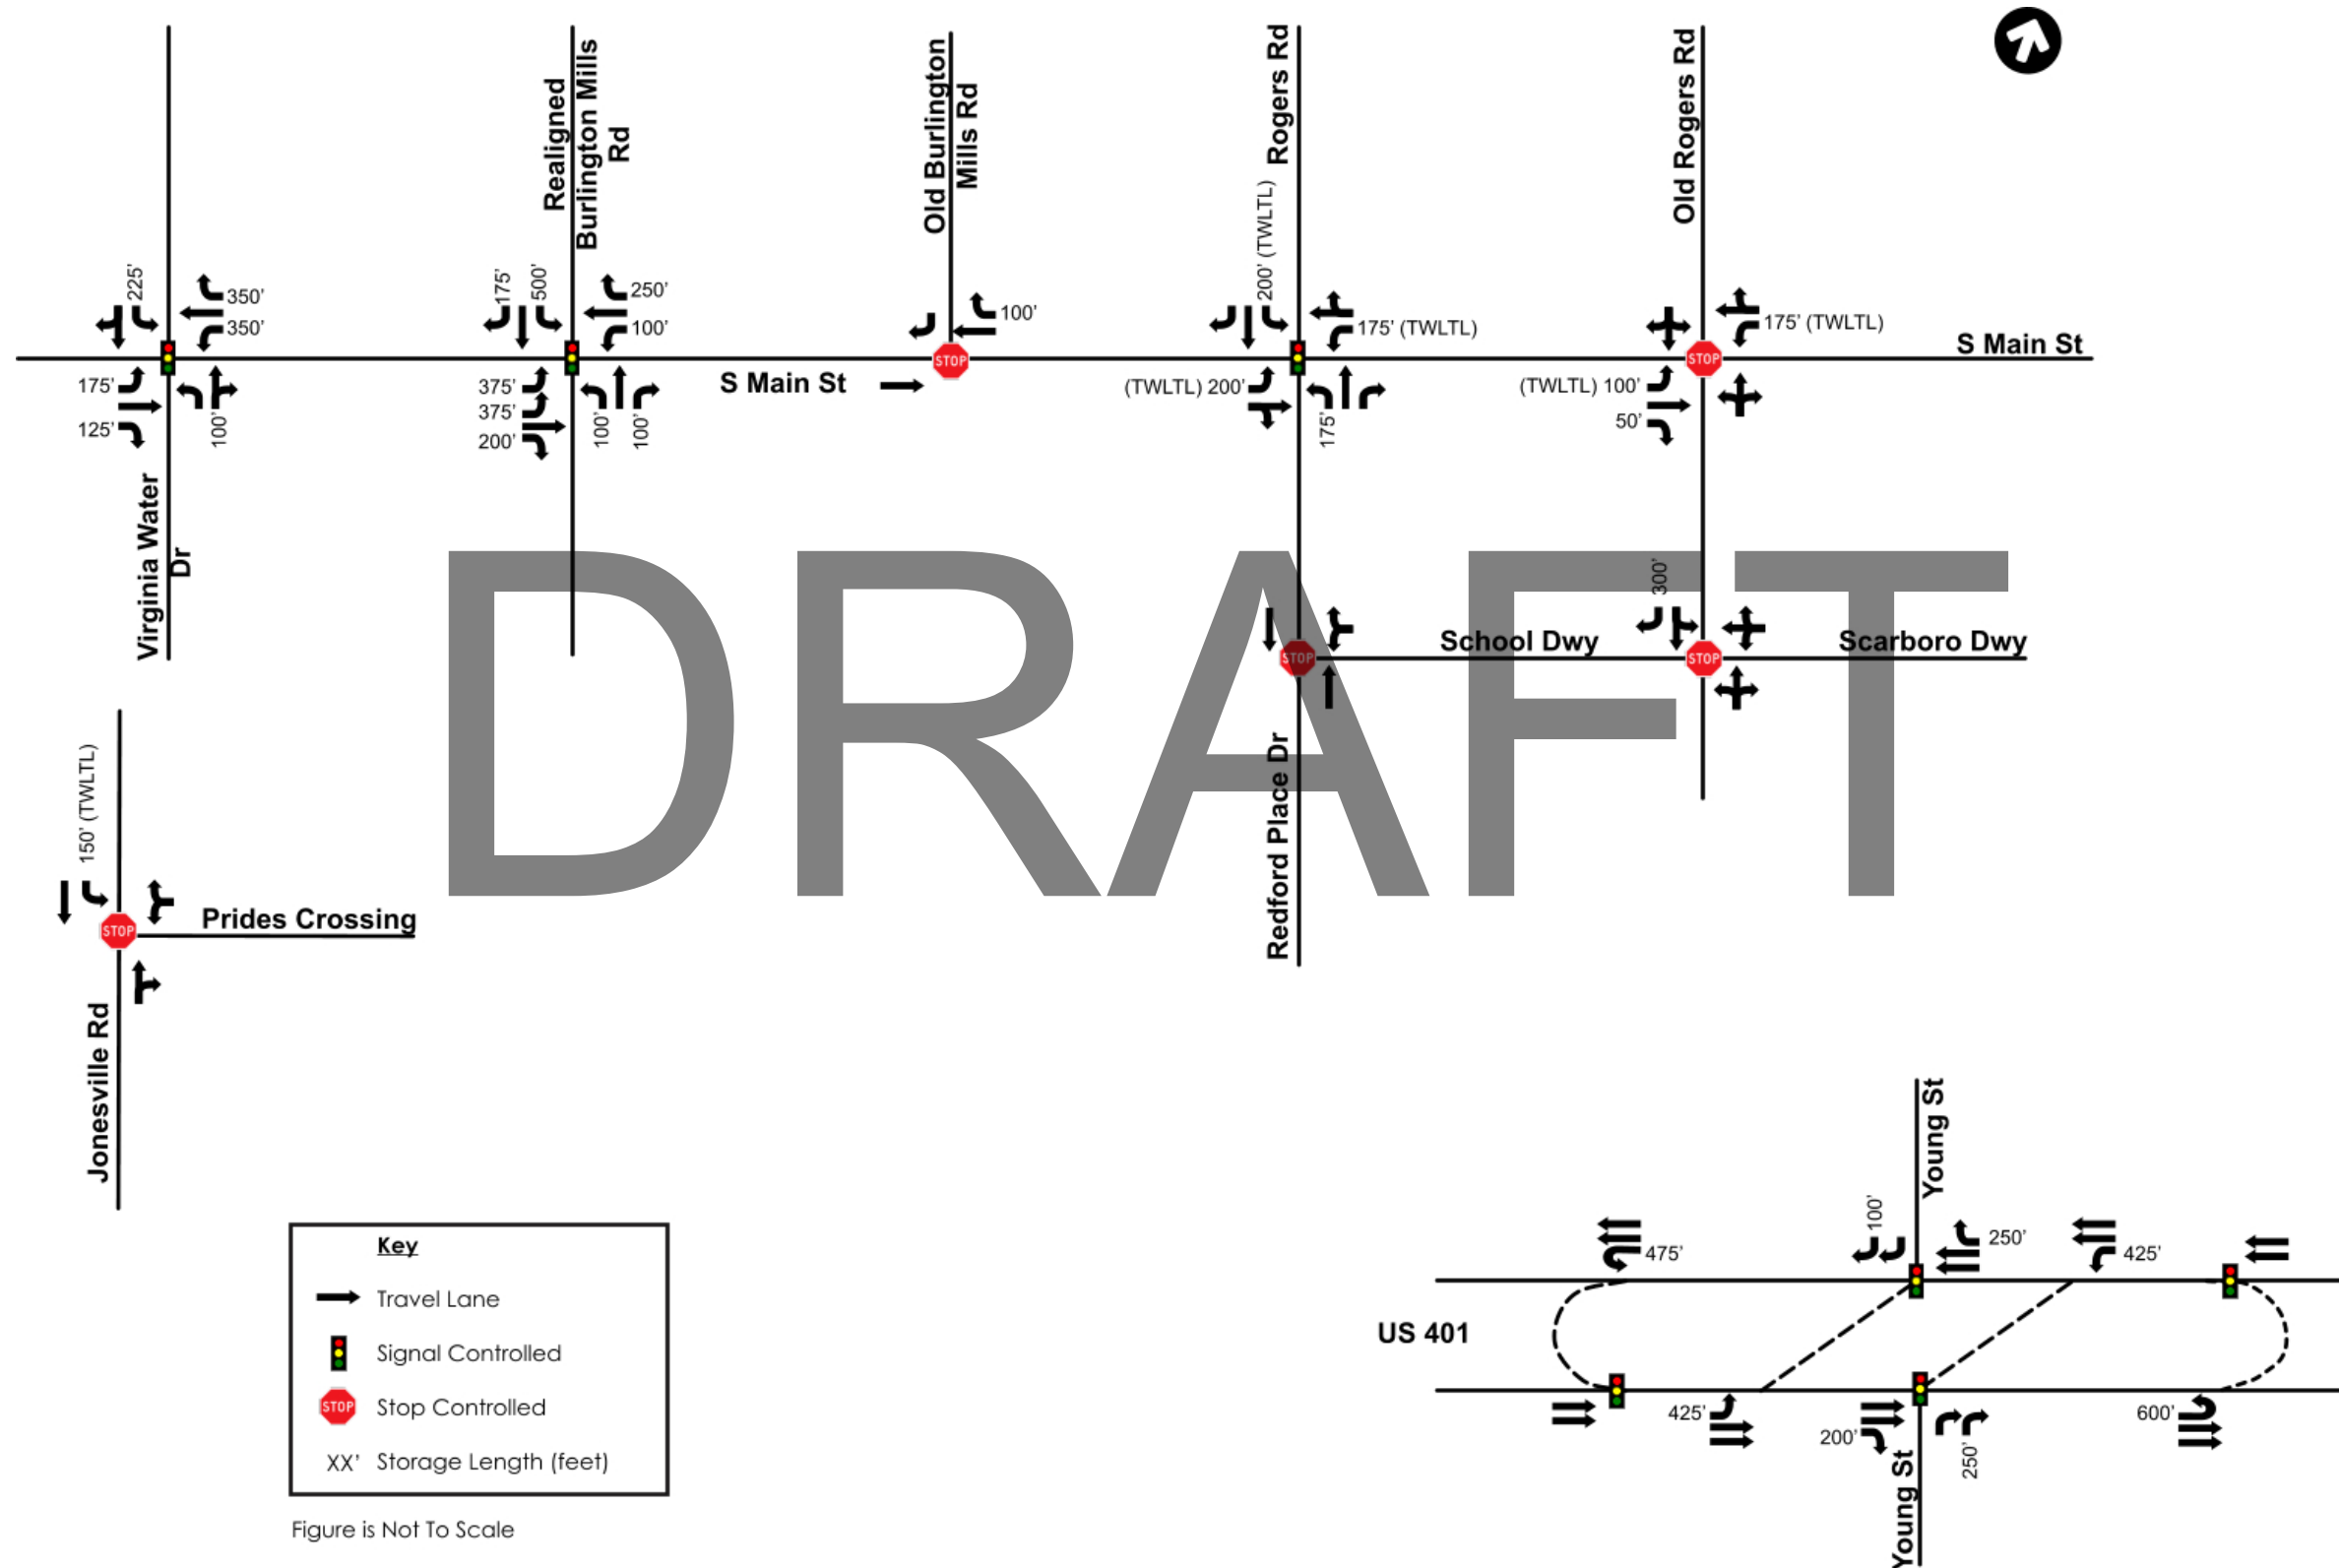 Realigned
Burlington Mills
Rd
Old Burlington
Mills Rd
Rogers Rd
Old Rogers Rd
225'
350'
350'
175'
125'
100'
175'
500'
250'
100'
375'
375'
200'
100'
100'
100'
STOP
S Main St
200' (TWLTL)
175' (TWLTL)
(TWLTL) 200'
175'
175' (TWLTL)
STOP
(TWLTL) 100'
50'
S Main St
Virginia Water
Dr
DRAFT
STOP
School Dwy
300'
STOP
Scarboro Dwy
Redford Place Dr
150' (TWLTL)
STOP
Prides Crossing
Jonesville Rd
Key
Travel Lane
Signal Controlled
STOP
Stop Controlled
XX' Storage Length (feet)
Figure is Not To Scale
Young St
475'
100'
250'
425'
US 401
425'
200'
250'
600'
Young St